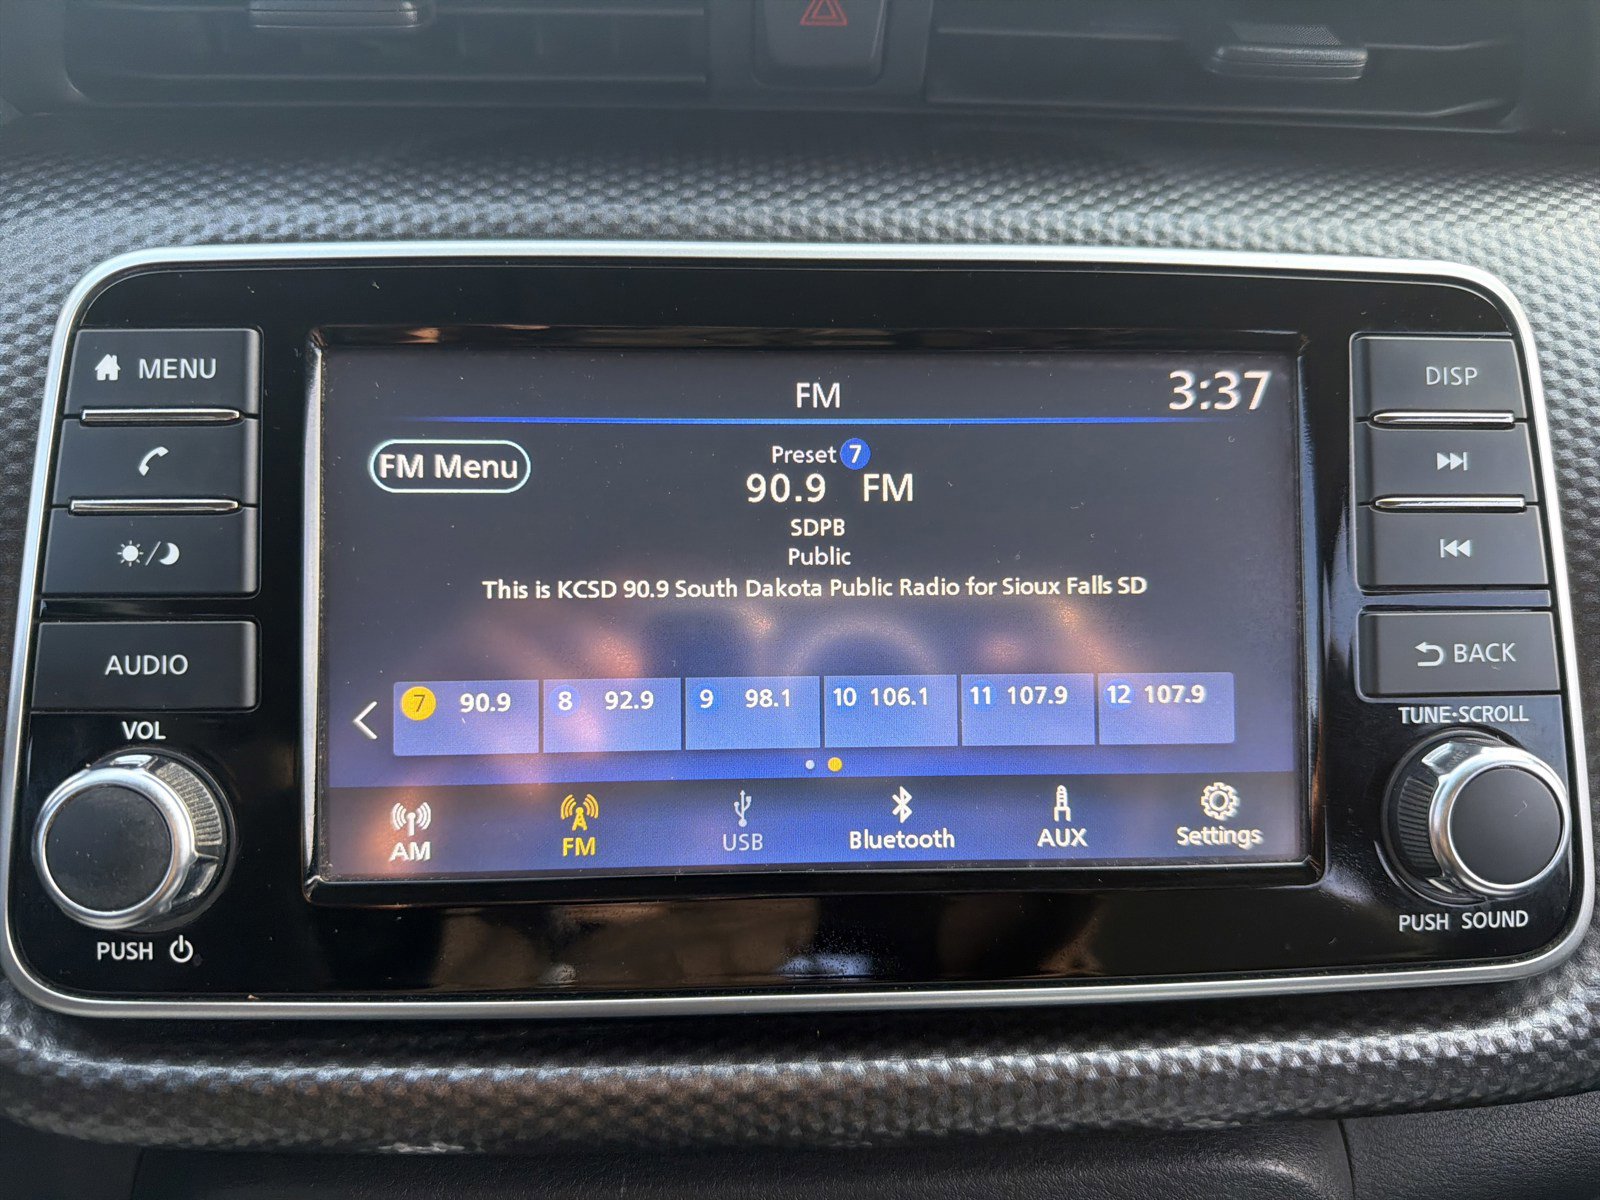 MENU
AUDIO
VOL
PUSH
FM
3:37
FM Menu
Preset 7
90.9 FM
SDPB
Public
This is KCSD 90.9 South Dakota Public Radio for Sioux Falls SD
7 90.9 8 92.9 9 98.1 10 106.1 11 107.9 12 107.9
AM FM USB Bluetooth AUX Settings
DISP
BACK
TUNE·SCROLL
PUSH SOUND